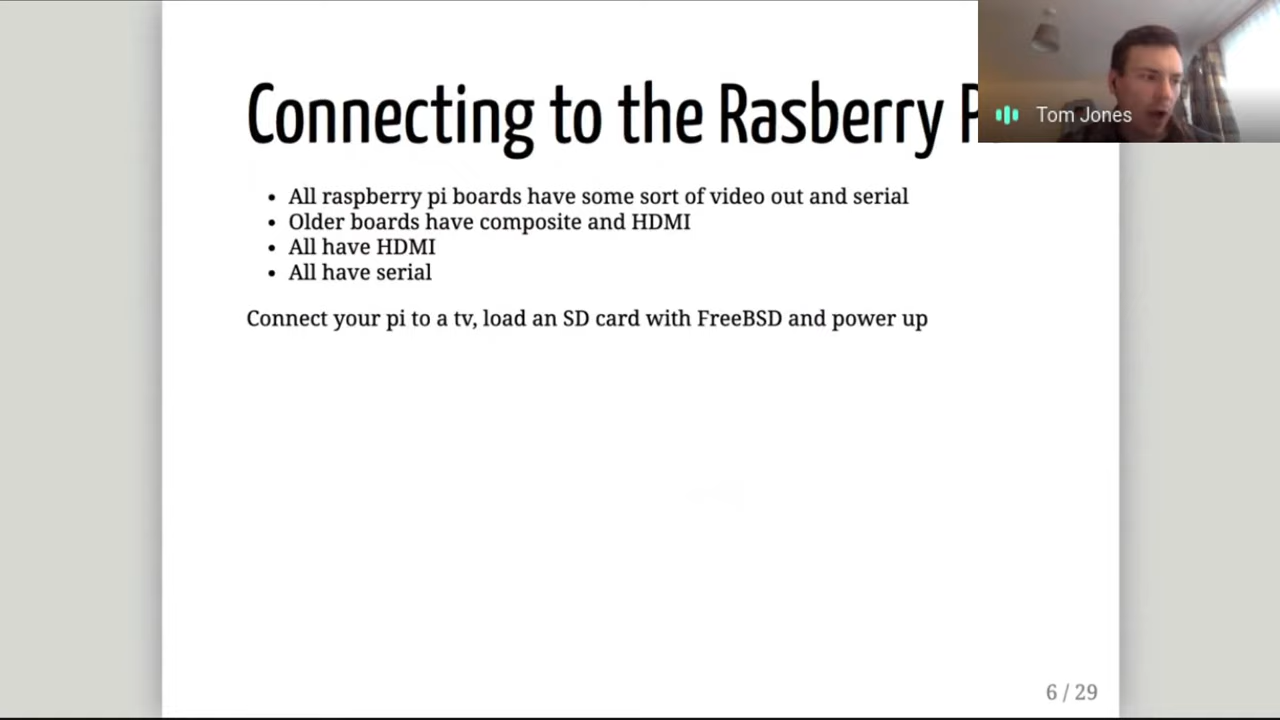 Connecting to the Rasberry P
Tom Jones
All raspberry pi boards have some sort of video out and serial
Older boards have composite and HDMI
All have HDMI
All have serial
Connect your pi to a tv, load an SD card with FreeBSD and power up
6 / 29